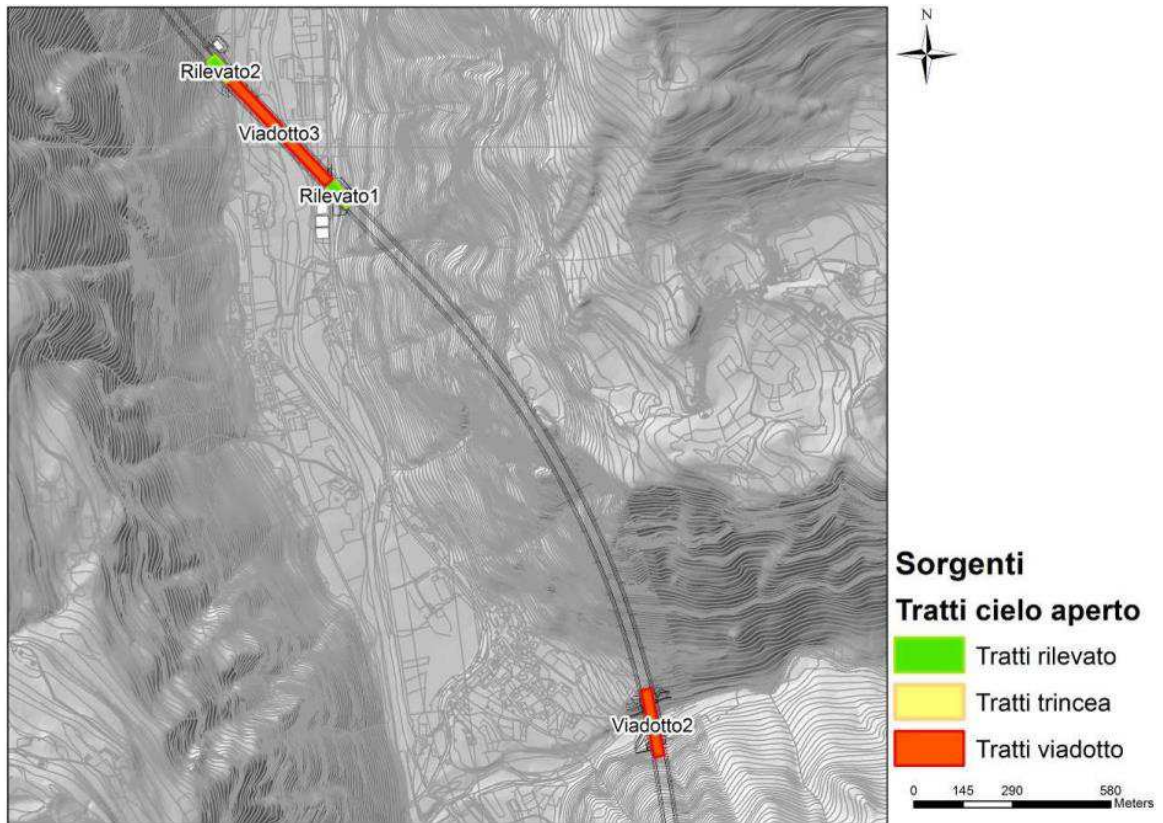 N
Rilevato2
Viadotto3
Rilevato1
Viadotto2
Sorgenti
Tratti cielo aperto
Tratti rilevato
Tratti trincea
Tratti viadotto
0 145 290 580
Meters